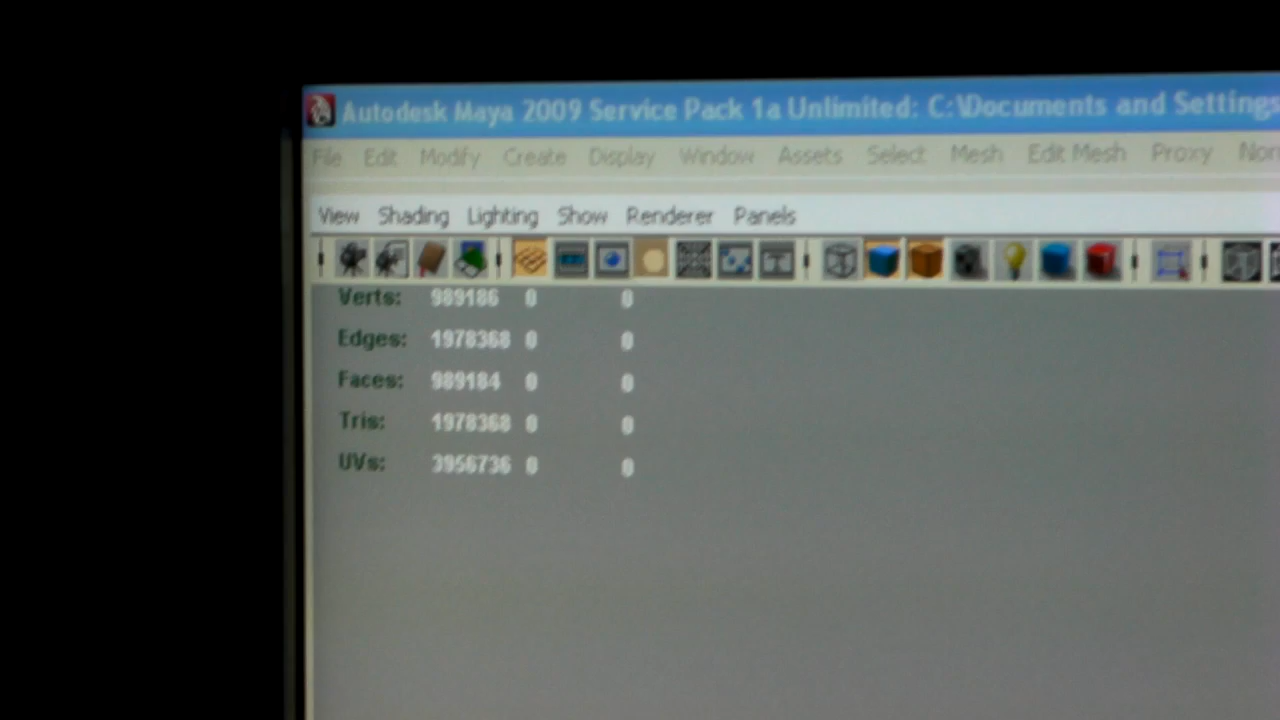 Autodesk Maya 2009 Service Pack 1a Unlimited: C:\Documents and Settings
File Edit Modify Create Display Window Assets Select Mesh Edit Mesh Proxy Nor
View Shading Lighting Show Renderer Panels
Verts: 989186 0 0
Edges: 1978368 0 0
Faces: 989184 0 0
Tris: 1978368 0 0
UVs: 3956736 0 0